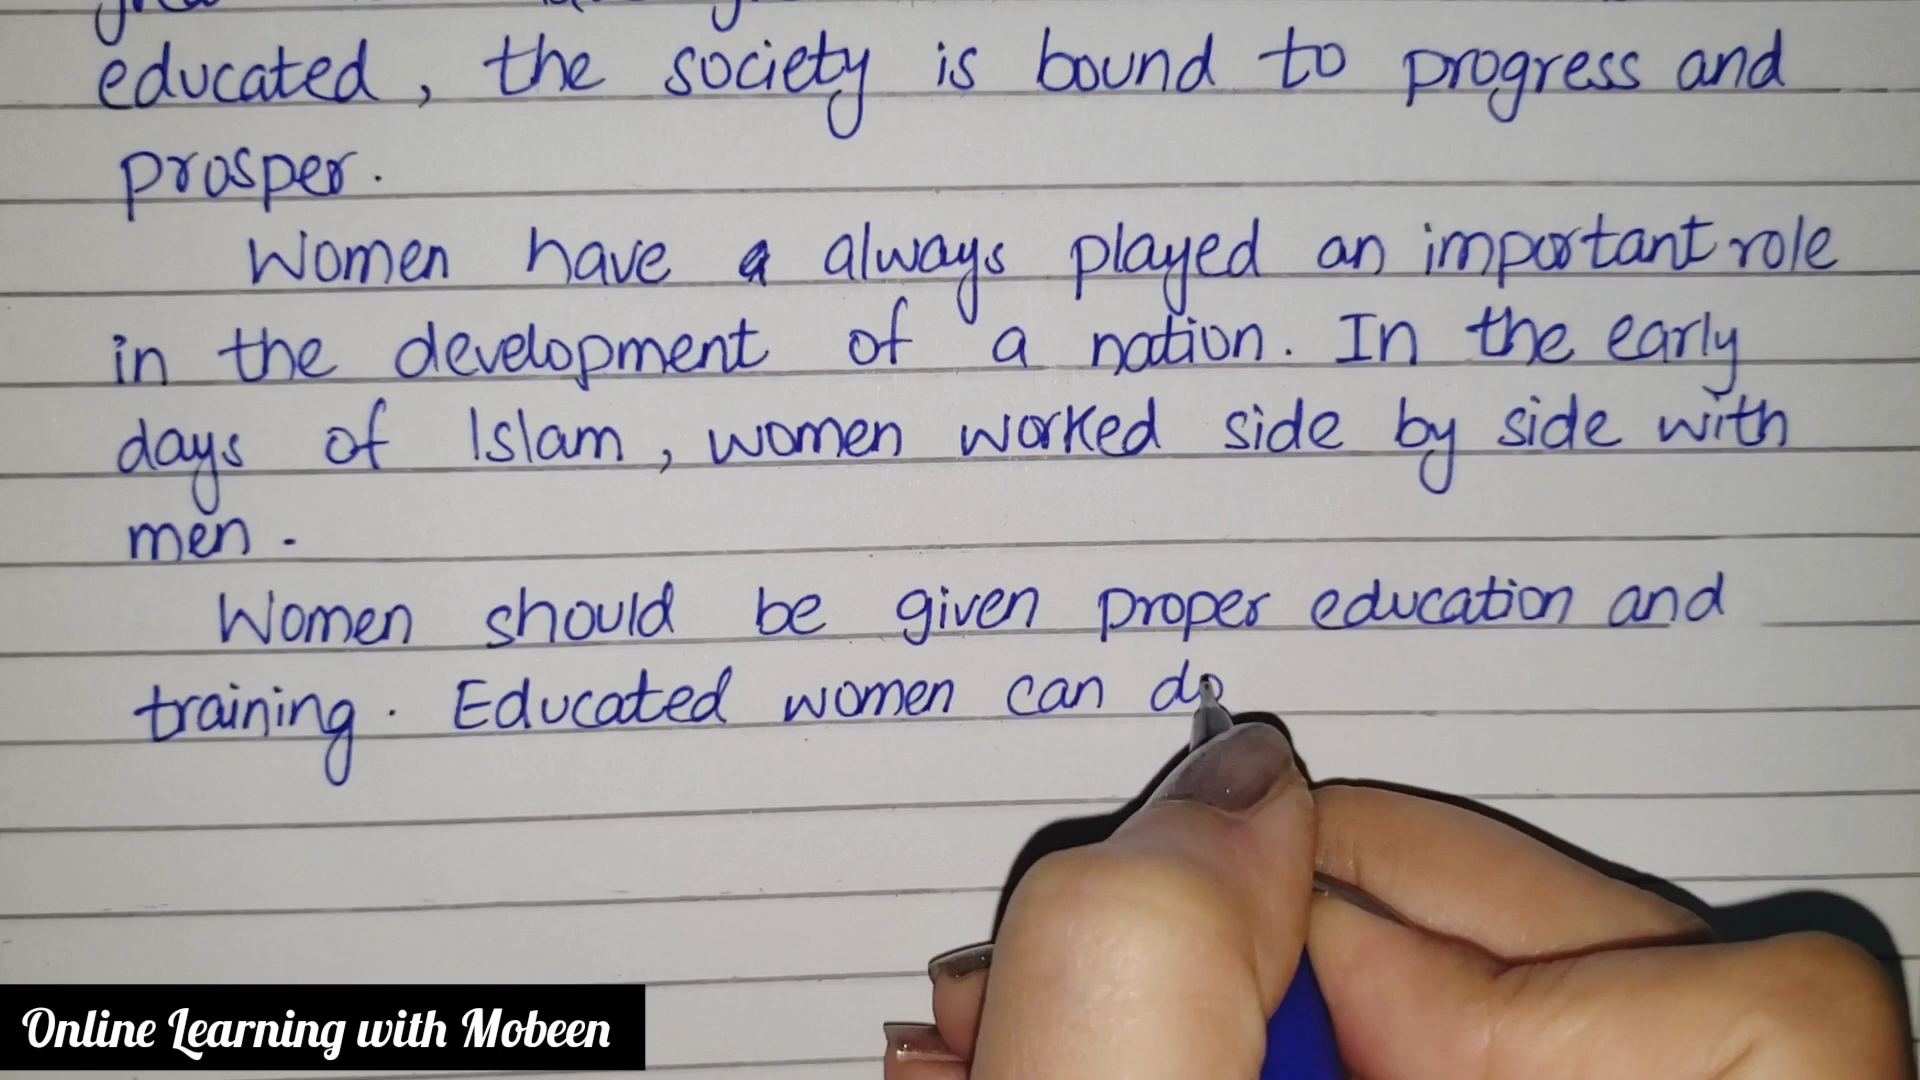 educated, the society is bound to progress and
prosper.
Women have a always played an important role
in the development of a nation. In the early
days of Islam, women worked side by side with
men.
Women should be given proper education and
training. Educated women can do
Online Learning with Mobeen